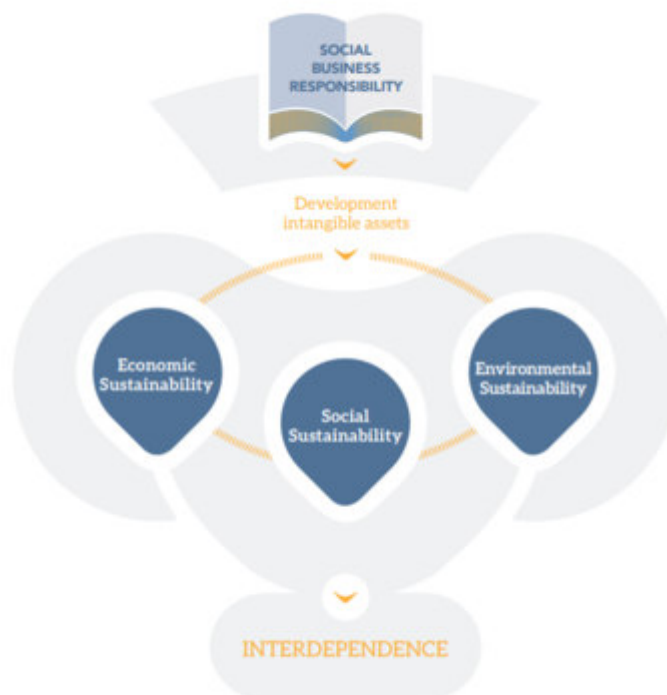 SOCIAL
BUSINESS
RESPONSIBILITY
Development
intangible assets
Economic
Sustainability
Social
Sustainability
Environmental
Sustainability
INTERDEPENDENCE